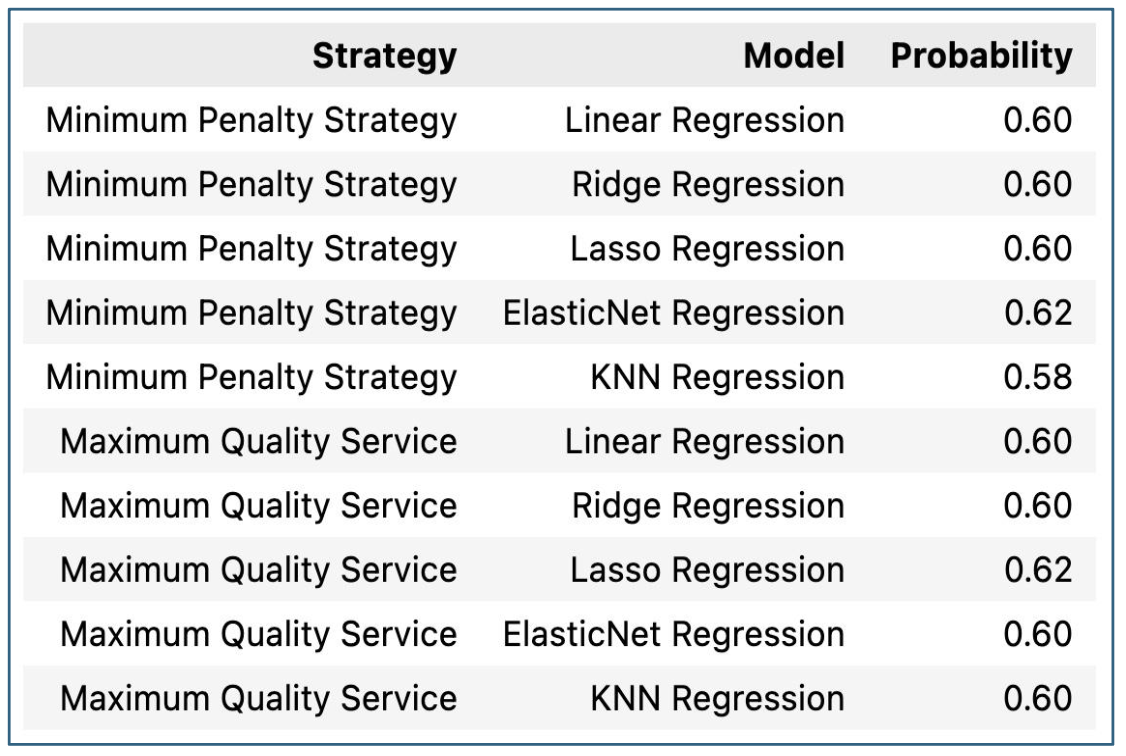 Strategy Model Probability
Minimum Penalty Strategy Linear Regression 0.60
Minimum Penalty Strategy Ridge Regression 0.60
Minimum Penalty Strategy Lasso Regression 0.60
Minimum Penalty Strategy ElasticNet Regression 0.62
Minimum Penalty Strategy KNN Regression 0.58
Maximum Quality Service Linear Regression 0.60
Maximum Quality Service Ridge Regression 0.60
Maximum Quality Service Lasso Regression 0.62
Maximum Quality Service ElasticNet Regression 0.60
Maximum Quality Service KNN Regression 0.60